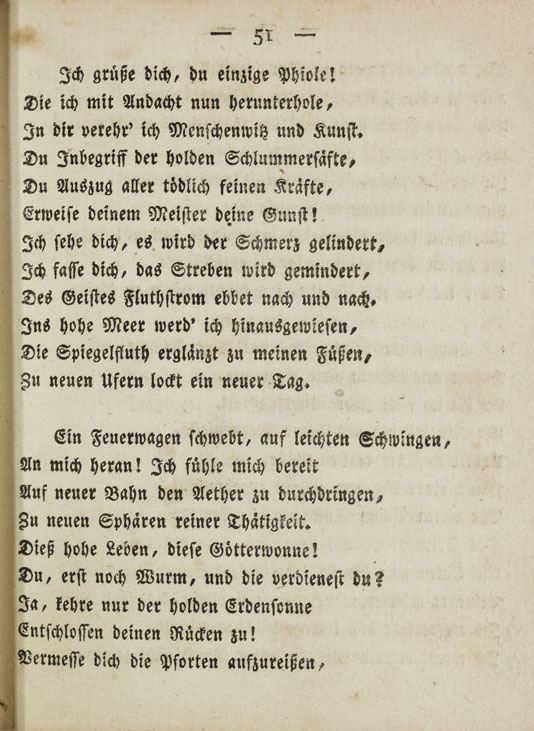 — 51 —
Ich grüße dich, du einzige Phiole!
Die ich mit Andacht nun herunterhole,
In dir verehr' ich Menschenwitz und Kunst.
Du Inbegriff der holden Schlummersäfte,
Du Auszug aller tödlich feinen Kräfte,
Erweise deinem Meister deine Gunst!
Ich sehe dich, es wird der Schmerz gelindert,
Ich fasse dich, das Streben wird gemindert,
Des Geistes Fluthstrom ebbet nach und nach.
Ins hohe Meer werd' ich hinausgewiesen,
Die Spiegelfluth erglänzt zu meinen Füßen,
Zu neuen Ufern lockt ein neuer Tag.
Ein Feuerwagen schwebt, auf leichten Schwingen,
An mich heran! Ich fühle mich bereit
Auf neuer Bahn den Aether zu durchdringen,
Zu neuen Sphären reiner Thätigkeit.
Dieß hohe Leben, diese Götterwonne!
Du, erst noch Wurm, und die verdienest du?
Ja, kehre nur der holden Erdensonne
Entschlossen deinen Rücken zu!
Vermesse dich die Pforten aufzureißen,